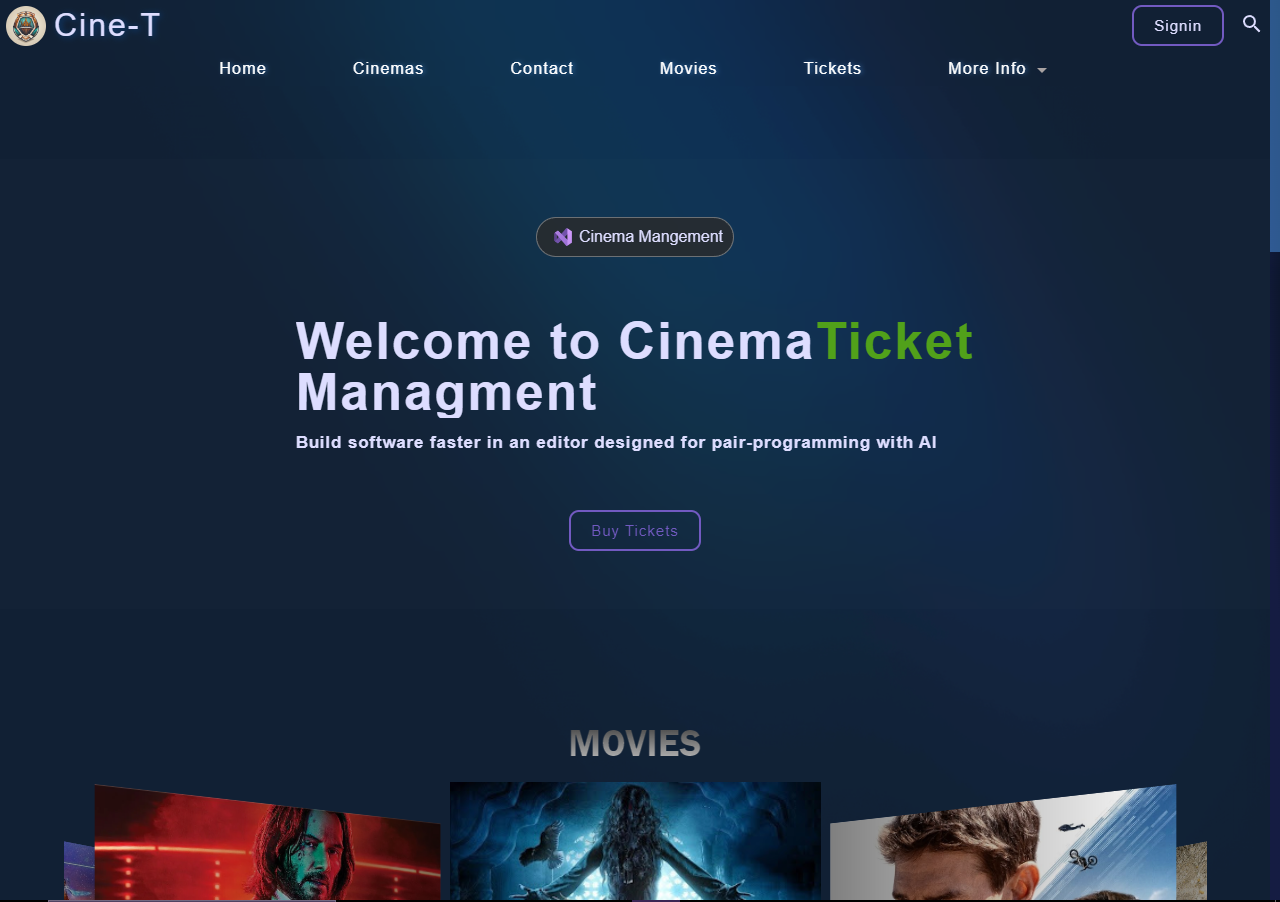 Cine-T
Signin
Home
Cinemas
Contact
Movies
Tickets
More Info
Cinema Mangement
Welcome to CinemaTicket
Managment
Build software faster in an editor designed for pair-programming with AI
Buy Tickets
MOVIES